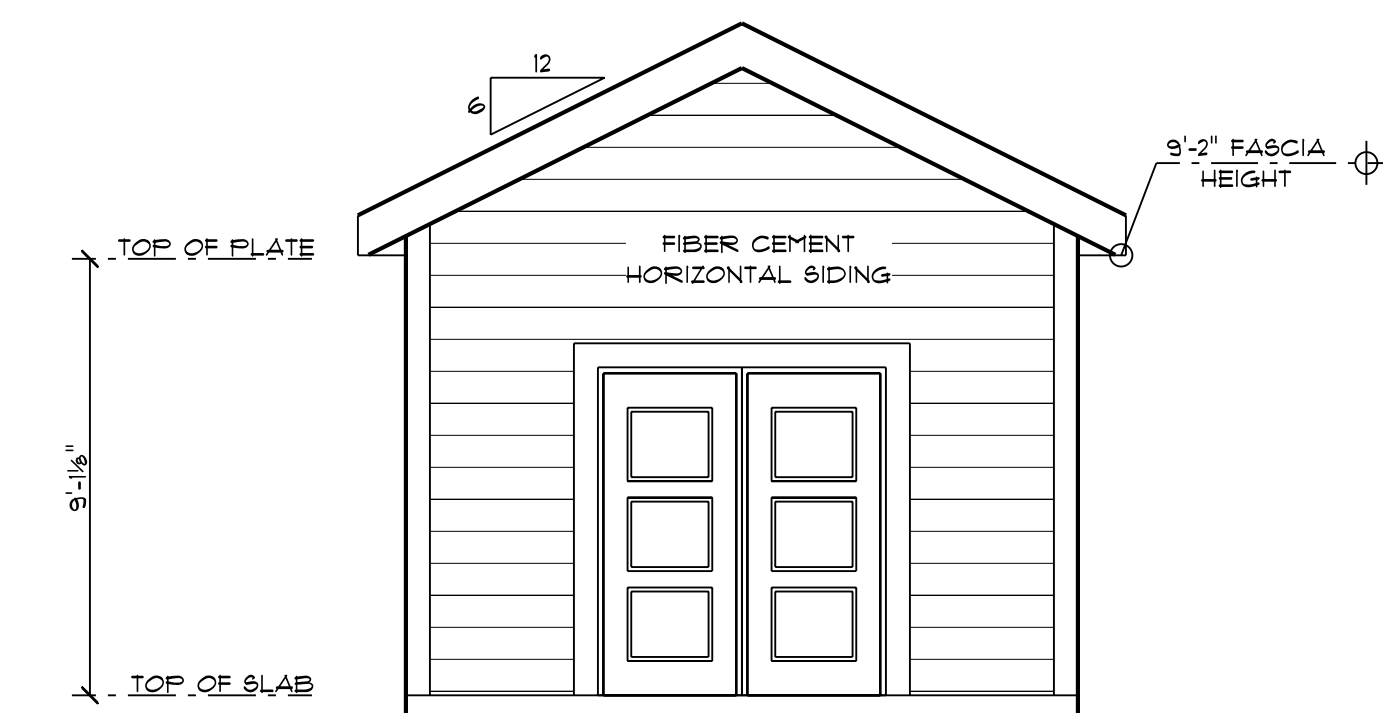 12
6
9'-2" FASCIA
HEIGHT
TOP OF PLATE
FIBER CEMENT
HORIZONTAL SIDING
9'-1⅛"
TOP OF SLAB